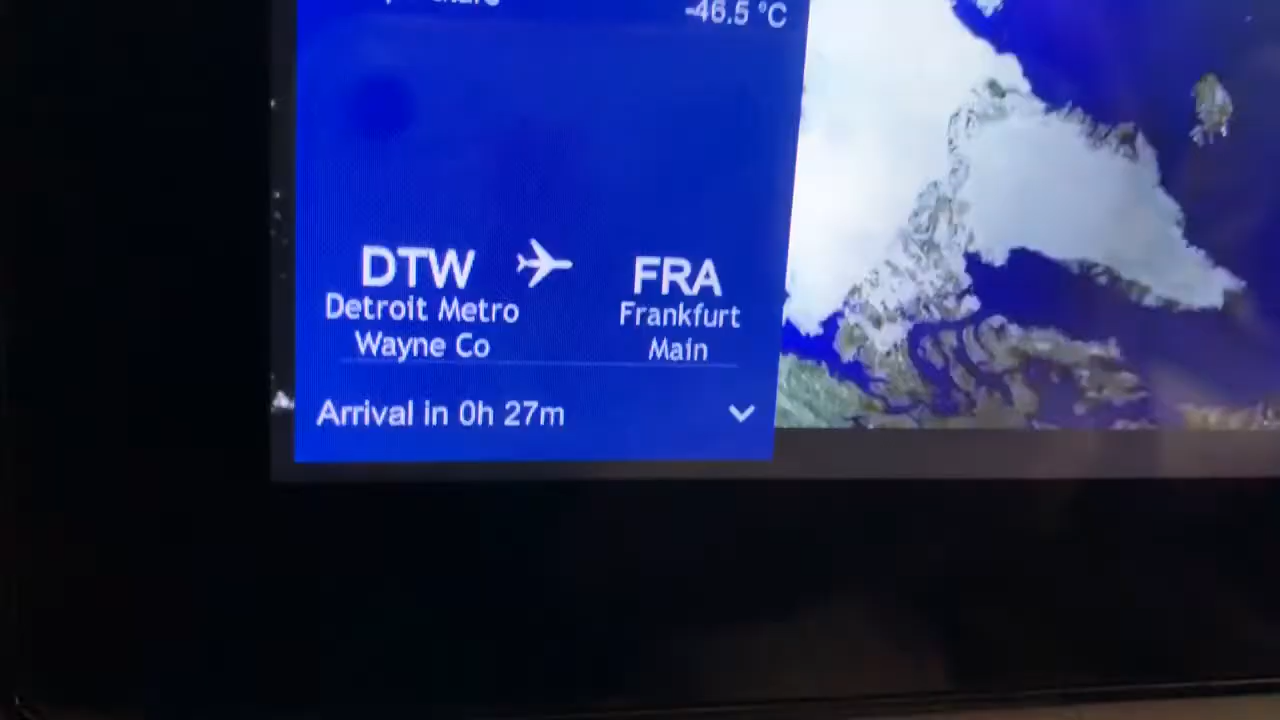 -46.5 °C
DTW FRA
Detroit Metro Frankfurt
Wayne Co Main
Arrival in 0h 27m